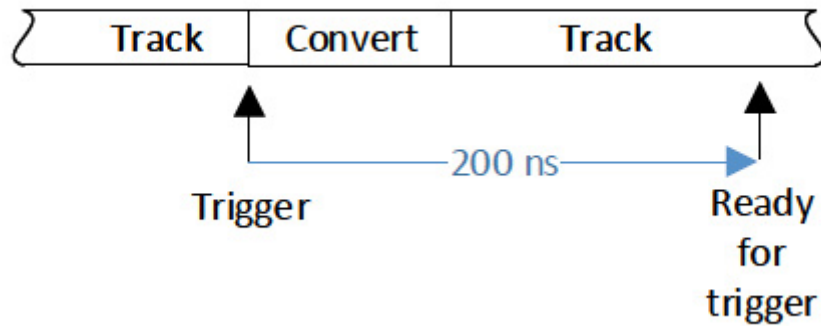 Track Convert Track
200 ns
Trigger
Ready
for
trigger